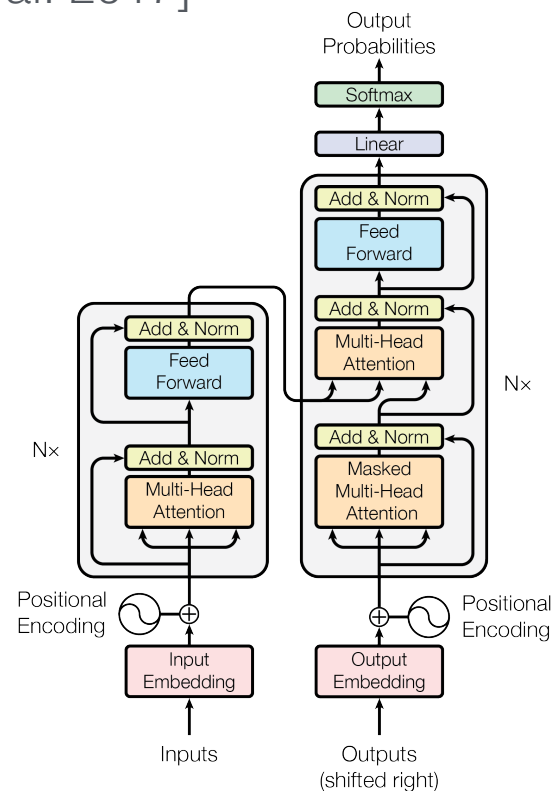 al. 2017]
Output
Probabilities
Softmax
Linear
Add & Norm
Feed
Forward
Add & Norm
Multi-Head
Attention
Add & Norm
Masked
Multi-Head
Attention
N×
Add & Norm
Feed
Forward
Add & Norm
Multi-Head
Attention
N×
Positional
Encoding
Positional
Encoding
Input
Embedding
Output
Embedding
Inputs
Outputs
(shifted right)